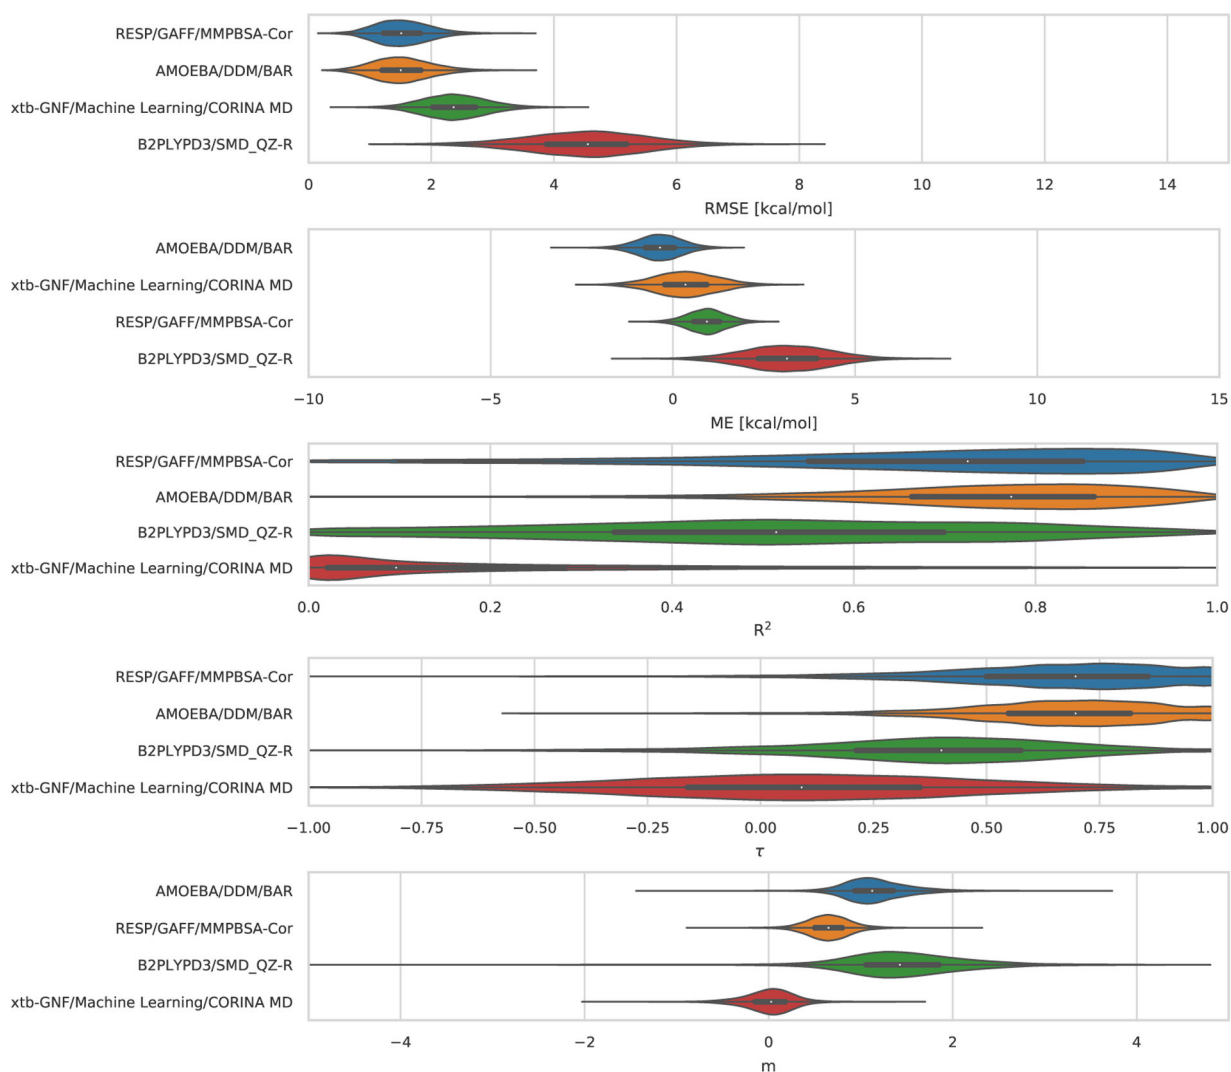 RESP/GAFF/MMPBSA-Cor
AMOEBA/DDM/BAR
xtb-GNF/Machine Learning/CORINA MD
B2PLYPD3/SMD_QZ-R
0 2 4 6 8 10 12 14
RMSE [kcal/mol]
AMOEBA/DDM/BAR
xtb-GNF/Machine Learning/CORINA MD
RESP/GAFF/MMPBSA-Cor
B2PLYPD3/SMD_QZ-R
−10 −5 0 5 10 15
ME [kcal/mol]
RESP/GAFF/MMPBSA-Cor
AMOEBA/DDM/BAR
B2PLYPD3/SMD_QZ-R
xtb-GNF/Machine Learning/CORINA MD
0.0 0.2 0.4 0.6 0.8 1.0
R²
RESP/GAFF/MMPBSA-Cor
AMOEBA/DDM/BAR
B2PLYPD3/SMD_QZ-R
xtb-GNF/Machine Learning/CORINA MD
−1.00 −0.75 −0.50 −0.25 0.00 0.25 0.50 0.75 1.00
τ
AMOEBA/DDM/BAR
RESP/GAFF/MMPBSA-Cor
B2PLYPD3/SMD_QZ-R
xtb-GNF/Machine Learning/CORINA MD
−4 −2 0 2 4
m